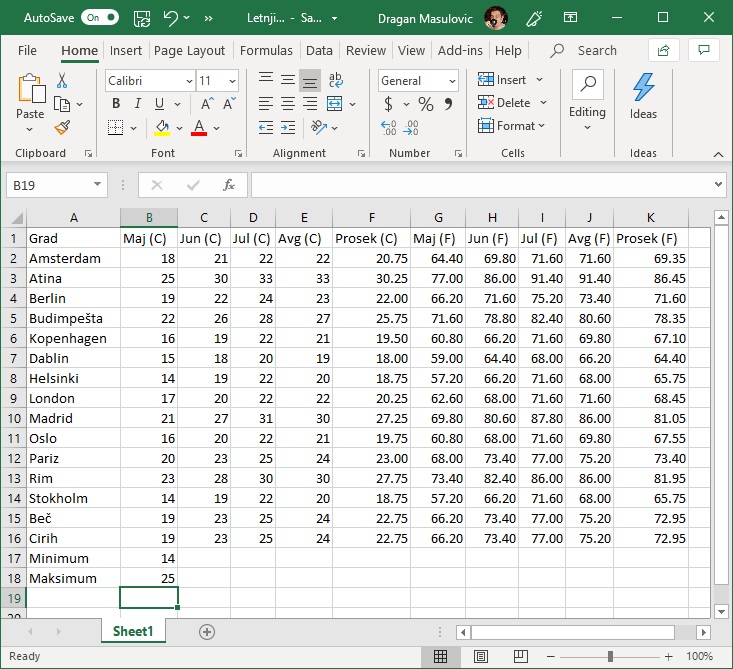 AutoSave On » Letnji... - Sa... Dragan Masulovic
File Home Insert Page Layout Formulas Data Review View Add-ins Help Search
Paste Calibri 11 ab c General Insert Editing Ideas
B I U A A $ % 9 Delete
A Format
Clipboard Font Alignment Number Cells Ideas
B19 fx
A B C D E F G H I J K
1 Grad Maj (C) Jun (C) Jul (C) Avg (C) Prosek (C) Maj (F) Jun (F) Jul (F) Avg (F) Prosek (F)
2 Amsterdam 18 21 22 22 20.75 64.40 69.80 71.60 71.60 69.35
3 Atina 25 30 33 33 30.25 77.00 86.00 91.40 91.40 86.45
4 Berlin 19 22 24 23 22.00 66.20 71.60 75.20 73.40 71.60
5 Budimpešta 22 26 28 27 25.75 71.60 78.80 82.40 80.60 78.35
6 Kopenhagen 16 19 22 21 19.50 60.80 66.20 71.60 69.80 67.10
7 Dablin 15 18 20 19 18.00 59.00 64.40 68.00 66.20 64.40
8 Helsinki 14 19 22 20 18.75 57.20 66.20 71.60 68.00 65.75
9 London 17 20 22 22 20.25 62.60 68.00 71.60 71.60 68.45
10 Madrid 21 27 31 30 27.25 69.80 80.60 87.80 86.00 81.05
11 Oslo 16 20 22 21 19.75 60.80 68.00 71.60 69.80 67.55
12 Pariz 20 23 25 24 23.00 68.00 73.40 77.00 75.20 73.40
13 Rim 23 28 30 30 27.75 73.40 82.40 86.00 86.00 81.95
14 Stokholm 14 19 22 20 18.75 57.20 66.20 71.60 68.00 65.75
15 Beč 19 23 25 24 22.75 66.20 73.40 77.00 75.20 72.95
16 Cirih 19 23 25 24 22.75 66.20 73.40 77.00 75.20 72.95
17 Minimum 14
18 Maksimum 25
19
20
Sheet1
Ready 100%